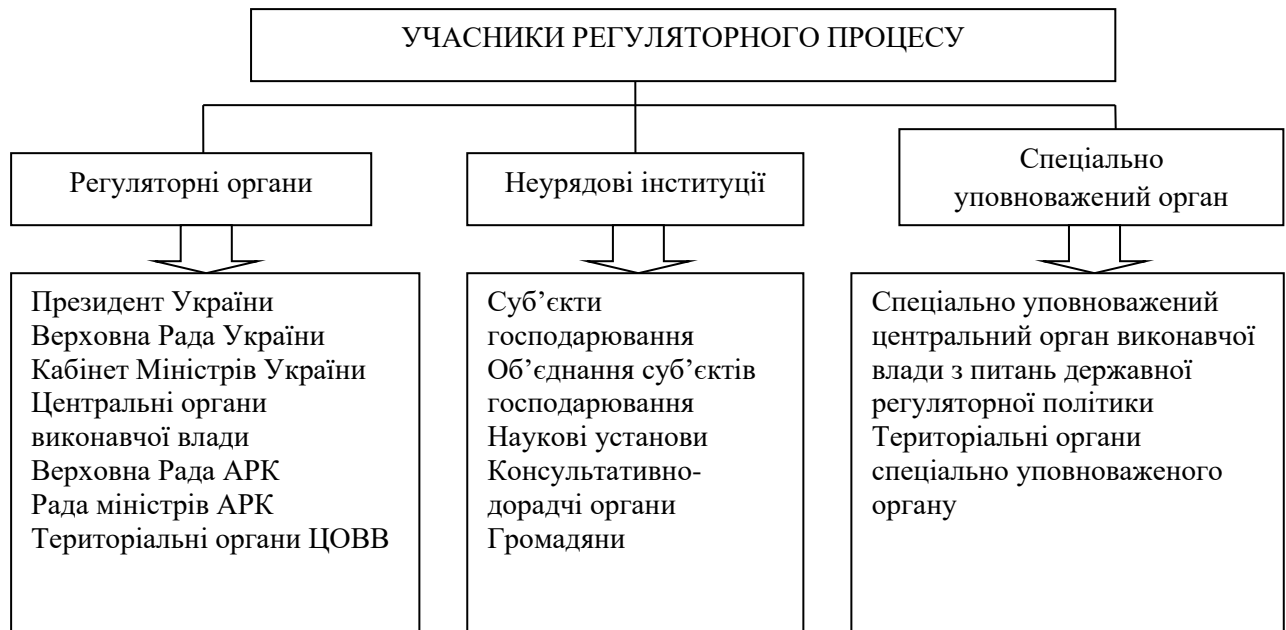 УЧАСНИКИ РЕГУЛЯТОРНОГО ПРОЦЕСУ
Регуляторні органи
Неурядові інституції
Спеціально
уповноважений орган
Президент України
Верховна Рада України
Кабінет Міністрів України
Центральні органи
виконавчої влади
Верховна Рада АРК
Рада міністрів АРК
Територіальні органи ЦОВВ
Суб’єкти
господарювання
Об’єднання суб’єктів
господарювання
Наукові установи
Консультативно-
дорадчі органи
Громадяни
Спеціально уповноважений
центральний орган виконавчої
влади з питань державної
регуляторної політики
Територіальні органи
спеціально уповноваженого
органу